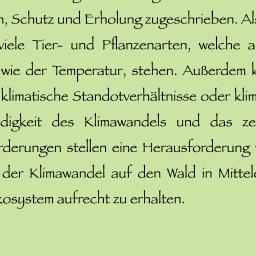 , Schutz und Erholung zugeschrieben. Al
viele Tier- und Pflanzenarten, welche a
wie der Temperatur, stehen. Außerdem k
klimatische Standotverhältnisse oder klim
digkeit des Klimawandels und das ze
rderungen stellen eine Herausforderung
der Klimawandel auf den Wald in Mittel
kosystem aufrecht zu erhalten.